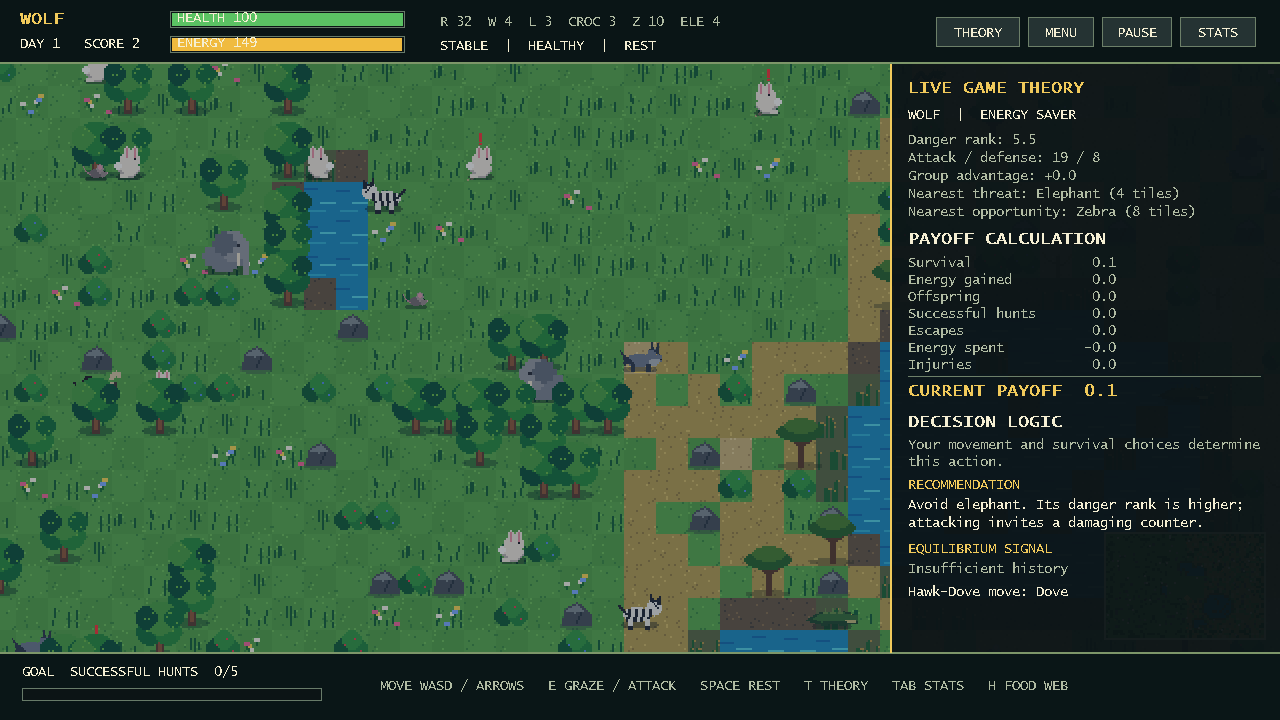 WOLF
HEALTH 100
R 32 W 4 L 3 CROC 3 Z 10 ELE 4
DAY 1 SCORE 2
ENERGY 149
STABLE | HEALTHY | REST
THEORY MENU PAUSE STATS
LIVE GAME THEORY
WOLF | ENERGY SAVER
Danger rank: 5.5
Attack / defense: 19 / 8
Group advantage: +0.0
Nearest threat: Elephant (4 tiles)
Nearest opportunity: Zebra (8 tiles)
PAYOFF CALCULATION
Survival 0.1
Energy gained 0.0
Offspring 0.0
Successful hunts 0.0
Escapes 0.0
Energy spent -0.0
Injuries 0.0
CURRENT PAYOFF 0.1
DECISION LOGIC
Your movement and survival choices determine
this action.
RECOMMENDATION
Avoid elephant. Its danger rank is higher;
attacking invites a damaging counter.
EQUILIBRIUM SIGNAL
Insufficient history
Hawk-Dove move: Dove
GOAL SUCCESSFUL HUNTS 0/5
MOVE WASD / ARROWS E GRAZE / ATTACK SPACE REST T THEORY TAB STATS H FOOD WEB